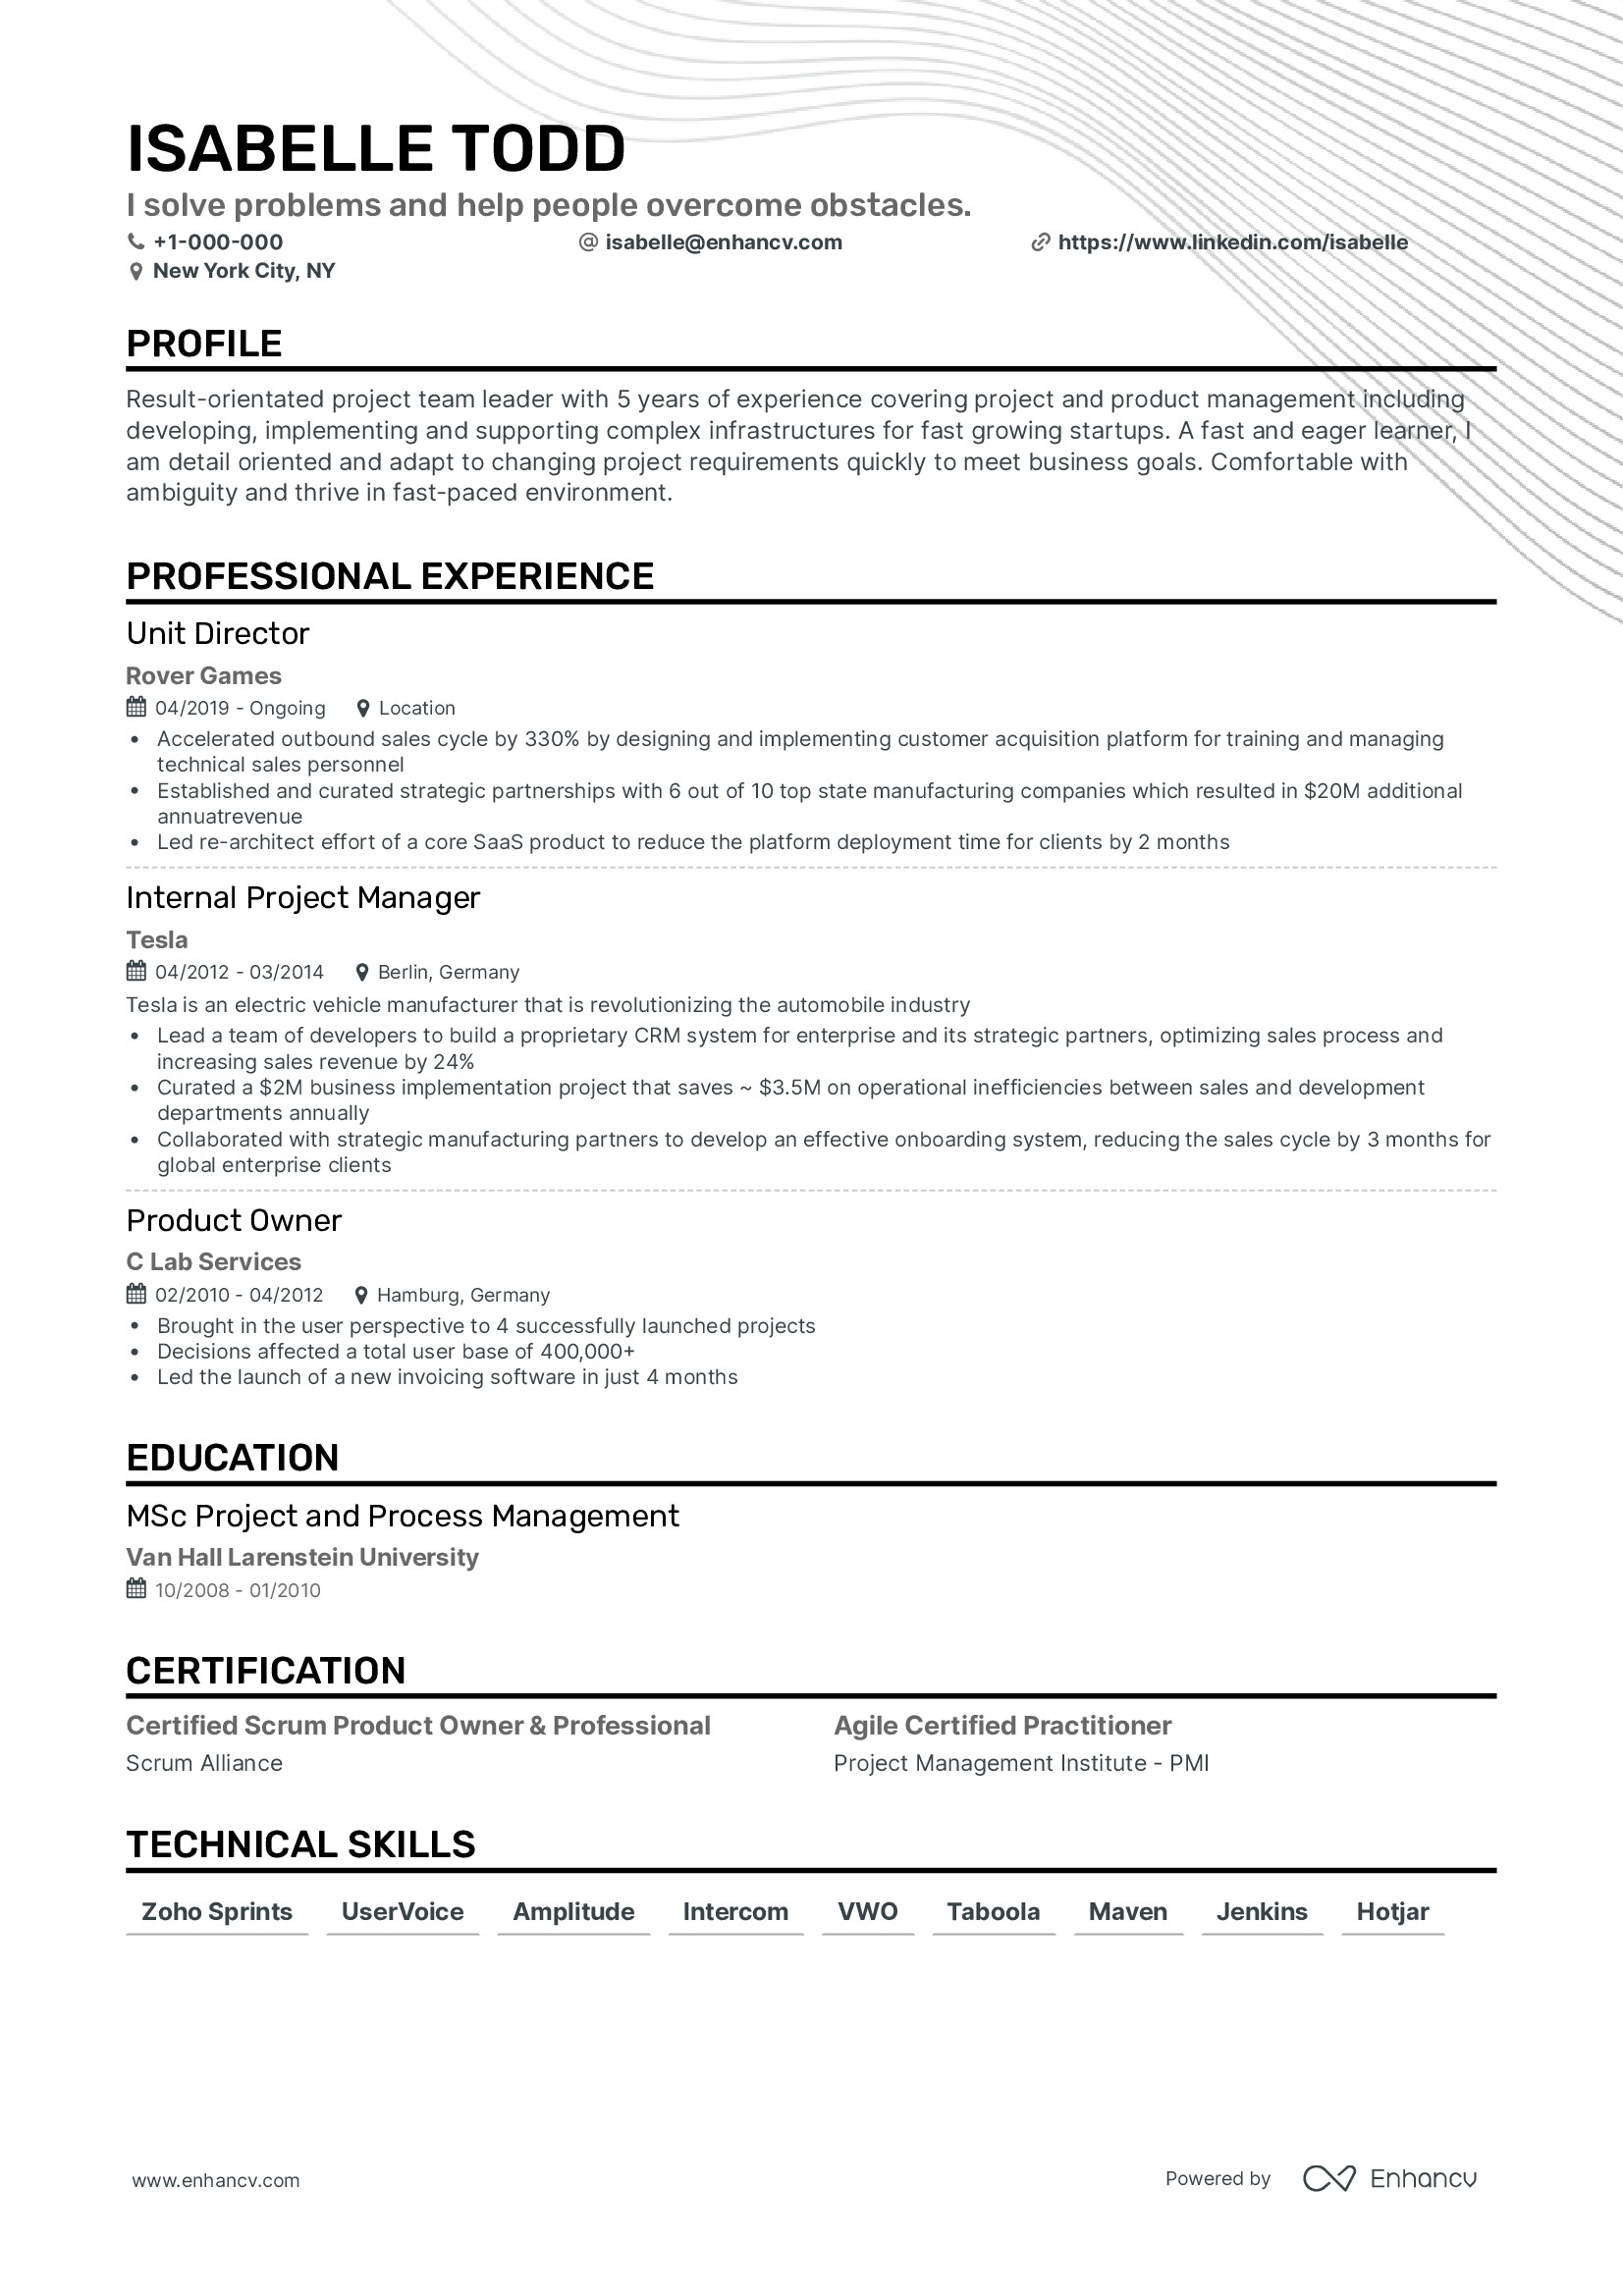 ISABELLE TODD
I solve problems and help people overcome obstacles.
+1-000-000 isabelle@enhancv.com https://www.linkedin.com/isabelle
New York City, NY
PROFILE
Result-orientated project team leader with 5 years of experience covering project and product management including
developing, implementing and supporting complex infrastructures for fast growing startups. A fast and eager learner, I
am detail oriented and adapt to changing project requirements quickly to meet business goals. Comfortable with
ambiguity and thrive in fast-paced environment.
PROFESSIONAL EXPERIENCE
Unit Director
Rover Games
04/2019 - Ongoing Location
• Accelerated outbound sales cycle by 330% by designing and implementing customer acquisition platform for training and managing
technical sales personnel
• Established and curated strategic partnerships with 6 out of 10 top state manufacturing companies which resulted in $20M additional
annuatrevenue
• Led re-architect effort of a core SaaS product to reduce the platform deployment time for clients by 2 months
Internal Project Manager
Tesla
04/2012 - 03/2014 Berlin, Germany
Tesla is an electric vehicle manufacturer that is revolutionizing the automobile industry
• Lead a team of developers to build a proprietary CRM system for enterprise and its strategic partners, optimizing sales process and
increasing sales revenue by 24%
• Curated a $2M business implementation project that saves ~ $3.5M on operational inefficiencies between sales and development
departments annually
• Collaborated with strategic manufacturing partners to develop an effective onboarding system, reducing the sales cycle by 3 months for
global enterprise clients
Product Owner
C Lab Services
02/2010 - 04/2012 Hamburg, Germany
• Brought in the user perspective to 4 successfully launched projects
• Decisions affected a total user base of 400,000+
• Led the launch of a new invoicing software in just 4 months
EDUCATION
MSc Project and Process Management
Van Hall Larenstein University
10/2008 - 01/2010
CERTIFICATION
Certified Scrum Product Owner & Professional Agile Certified Practitioner
Scrum Alliance Project Management Institute - PMI
TECHNICAL SKILLS
Zoho Sprints UserVoice Amplitude Intercom VWO Taboola Maven Jenkins Hotjar
www.enhancv.com Powered by Enhancv